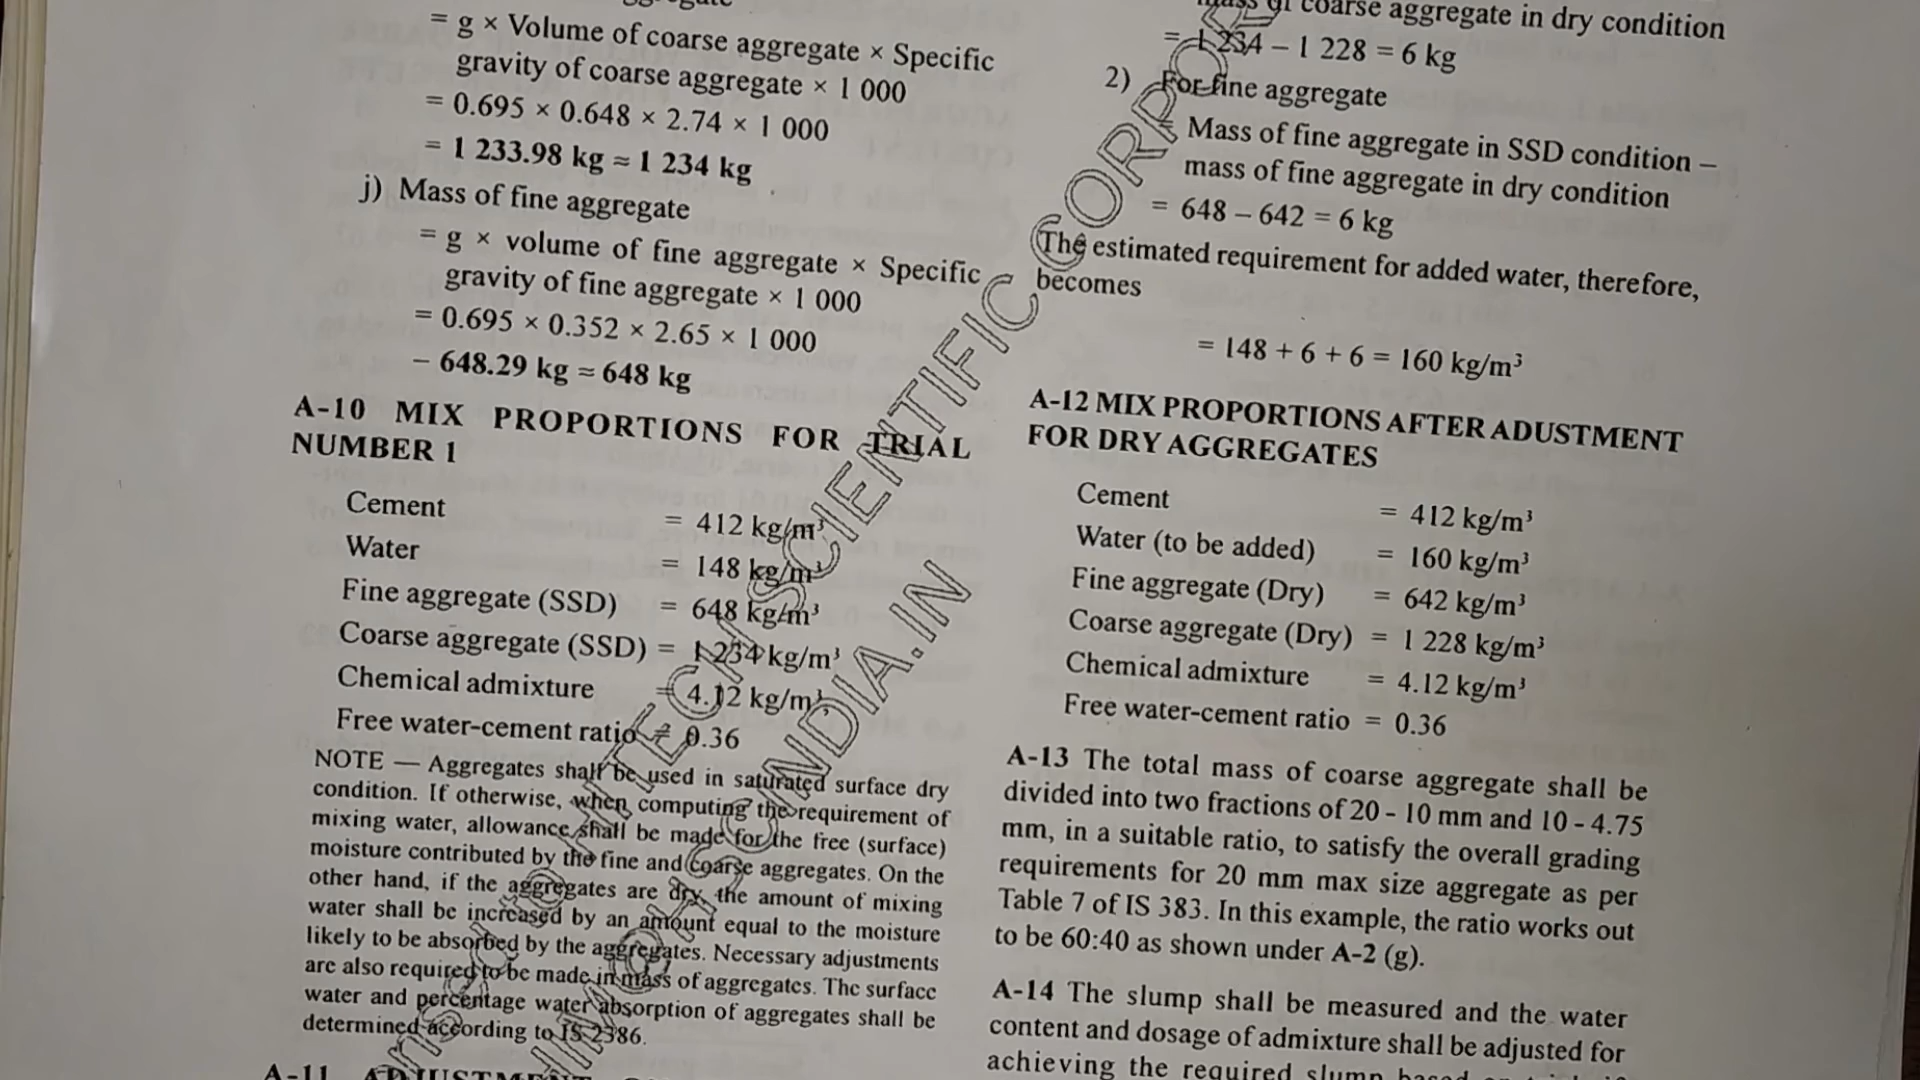 = g × Volume of coarse aggregate × Specific
gravity of coarse aggregate × 1 000
= 0.695 × 0.648 × 2.74 × 1 000
= 1 233.98 kg ≈ 1 234 kg
j) Mass of fine aggregate
= g × volume of fine aggregate × Specific
gravity of fine aggregate × 1 000
= 0.695 × 0.352 × 2.65 × 1 000
– 648.29 kg ≈ 648 kg
A-10 MIX PROPORTIONS FOR TRIAL
NUMBER 1
Cement = 412 kg/m³
Water = 148 kg/m³
Fine aggregate (SSD) = 648 kg/m³
Coarse aggregate (SSD) = 1 234 kg/m³
Chemical admixture = 4.12 kg/m³
Free water-cement ratio = 0.36
NOTE — Aggregates shall be used in saturated surface dry
condition. If otherwise, when computing the requirement of
mixing water, allowance shall be made for the free (surface)
moisture contributed by the fine and coarse aggregates. On the
other hand, if the aggregates are dry, the amount of mixing
water shall be increased by an amount equal to the moisture
likely to be absorbed by the aggregates. Necessary adjustments
are also required to be made in mass of aggregates. The surface
water and percentage water absorption of aggregates shall be
determined according to IS 2386.
A-11 ADJUSTMENT
mass of coarse aggregate in dry condition
= 1 234 – 1 228 = 6 kg
2) For fine aggregate
= Mass of fine aggregate in SSD condition –
mass of fine aggregate in dry condition
= 648 – 642 = 6 kg
The estimated requirement for added water, therefore,
becomes
= 148 + 6 + 6 = 160 kg/m³
A-12 MIX PROPORTIONS AFTER ADUSTMENT
FOR DRY AGGREGATES
Cement = 412 kg/m³
Water (to be added) = 160 kg/m³
Fine aggregate (Dry) = 642 kg/m³
Coarse aggregate (Dry) = 1 228 kg/m³
Chemical admixture = 4.12 kg/m³
Free water-cement ratio = 0.36
A-13 The total mass of coarse aggregate shall be
divided into two fractions of 20 - 10 mm and 10 - 4.75
mm, in a suitable ratio, to satisfy the overall grading
requirements for 20 mm max size aggregate as per
Table 7 of IS 383. In this example, the ratio works out
to be 60:40 as shown under A-2 (g).
A-14 The slump shall be measured and the water
content and dosage of admixture shall be adjusted for
achieving the required slump based
SCIENTIFIC CORPOR
INDIA.IN